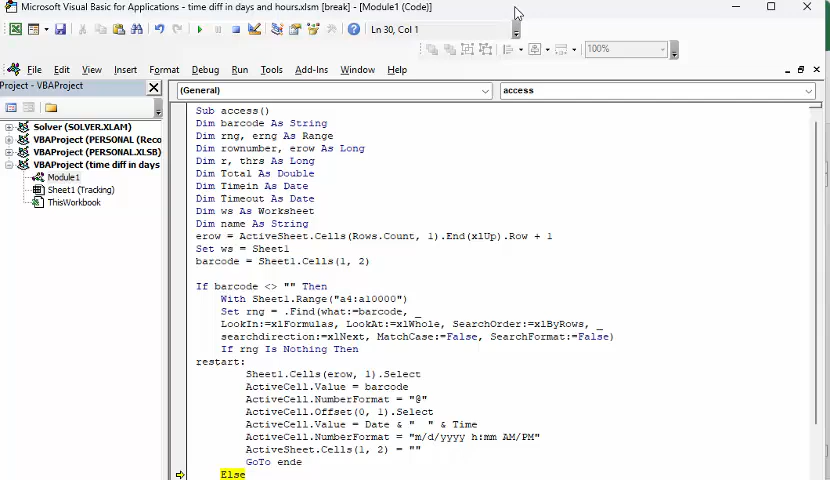 Microsoft Visual Basic for Applications - time diff in days and hours.xlsm [break] - [Module1 (Code)]
Ln 30, Col 1
100%
File Edit View Insert Format Debug Run Tools Add-Ins Window Help
Project - VBAProject
Solver (SOLVER.XLAM)
VBAProject (PERSONAL (Reco
VBAProject (PERSONAL.XLSB)
VBAProject (time diff in days
Module1
Sheet1 (Tracking)
ThisWorkbook
(General)
access
Sub access()
Dim barcode As String
Dim rng, erng As Range
Dim rownumber, erow As Long
Dim r, thrs As Long
Dim Total As Double
Dim Timein As Date
Dim Timeout As Date
Dim ws As Worksheet
Dim name As String
erow = ActiveSheet.Cells(Rows.Count, 1).End(xlUp).Row + 1
Set ws = Sheet1
barcode = Sheet1.Cells(1, 2)
If barcode <> "" Then
With Sheet1.Range("a4:a10000")
Set rng = .Find(what:=barcode, _
LookIn:=xlFormulas, LookAt:=xlWhole, SearchOrder:=xlByRows, _
searchdirection:=xlNext, MatchCase:=False, SearchFormat:=False)
If rng Is Nothing Then
restart:
Sheet1.Cells(erow, 1).Select
ActiveCell.Value = barcode
ActiveCell.NumberFormat = "@"
ActiveCell.Offset(0, 1).Select
ActiveCell.Value = Date & "  " & Time
ActiveCell.NumberFormat = "m/d/yyyy h:mm AM/PM"
ActiveSheet.Cells(1, 2) = ""
GoTo ende
Else